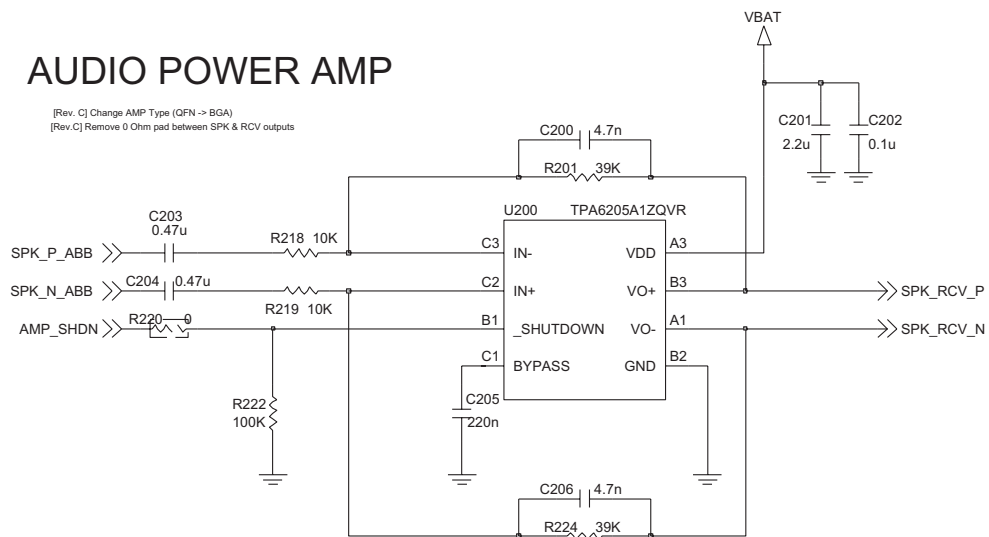 VBAT
AUDIO POWER AMP
[Rev. C] Change AMP Type (QFN -> BGA)
[Rev.C] Remove 0 Ohm pad between SPK & RCV outputs
C200 4.7n
C201 C202
2.2u 0.1u
R201 39K
U200 TPA6205A1ZQVR
C203
0.47u
R218 10K
SPK_P_ABB C3 IN- VDD A3
C204 0.47u
SPK_N_ABB C2 IN+ VO+ B3 SPK_RCV_P
R219 10K
R220 0
AMP_SHDN B1 _SHUTDOWN VO- A1 SPK_RCV_N
C1 BYPASS GND B2
R222
100K
C205
220n
C206 4.7n
R224 39K